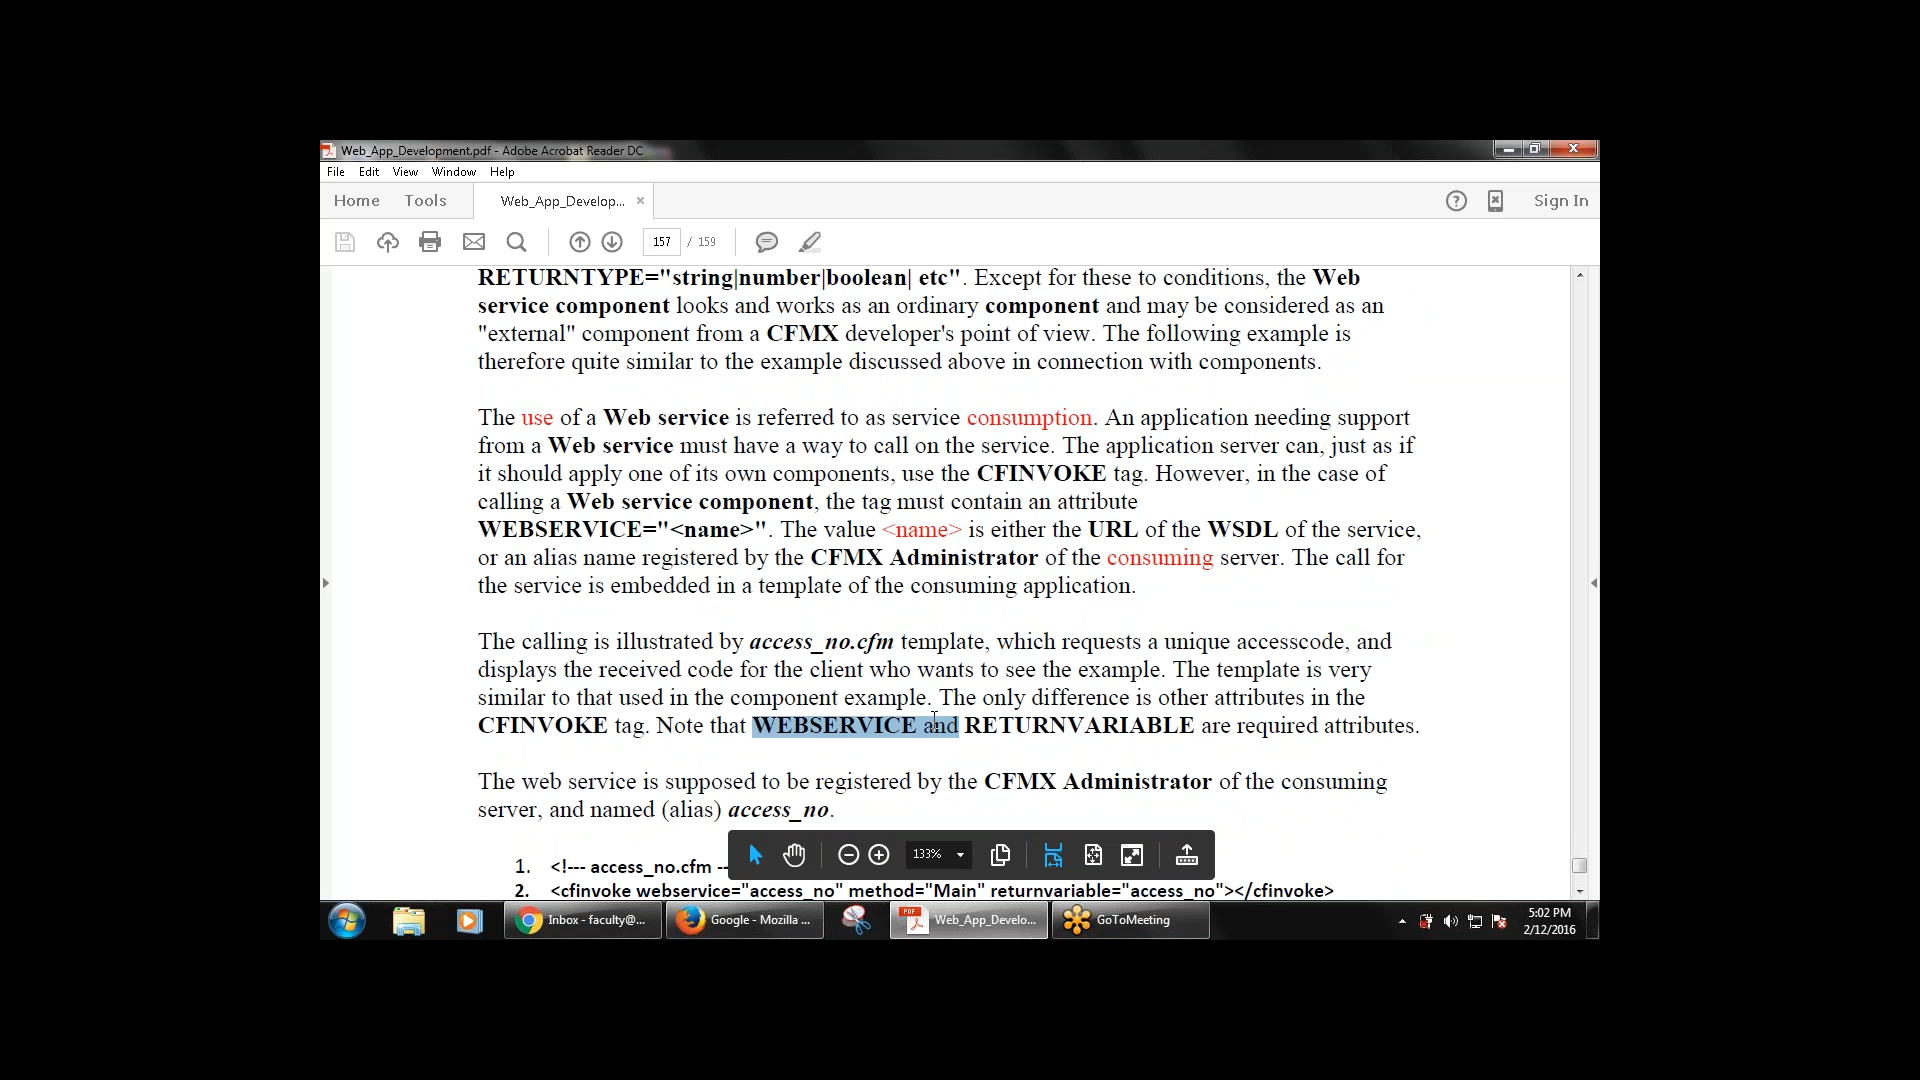 Web_App_Development.pdf - Adobe Acrobat Reader DC
File Edit View Window Help
Home Tools Web_App_Develop... × Sign In
157 / 159
RETURNTYPE="string|number|boolean| etc". Except for these to conditions, the Web
service component looks and works as an ordinary component and may be considered as an
"external" component from a CFMX developer's point of view. The following example is
therefore quite similar to the example discussed above in connection with components.
The use of a Web service is referred to as service consumption. An application needing support
from a Web service must have a way to call on the service. The application server can, just as if
it should apply one of its own components, use the CFINVOKE tag. However, in the case of
calling a Web service component, the tag must contain an attribute
WEBSERVICE="<name>". The value <name> is either the URL of the WSDL of the service,
or an alias name registered by the CFMX Administrator of the consuming server. The call for
the service is embedded in a template of the consuming application.
The calling is illustrated by access_no.cfm template, which requests a unique accesscode, and
displays the received code for the client who wants to see the example. The template is very
similar to that used in the component example. The only difference is other attributes in the
CFINVOKE tag. Note that WEBSERVICE and RETURNVARIABLE are required attributes.
The web service is supposed to be registered by the CFMX Administrator of the consuming
server, and named (alias) access_no.
133%
1. <!--- access_no.cfm --
2. <cfinvoke webservice="access_no" method="Main" returnvariable="access_no"></cfinvoke>
Inbox - faculty@... Google - Mozilla ... PDF Web_App_Develo... GoToMeeting 5:02 PM
2/12/2016